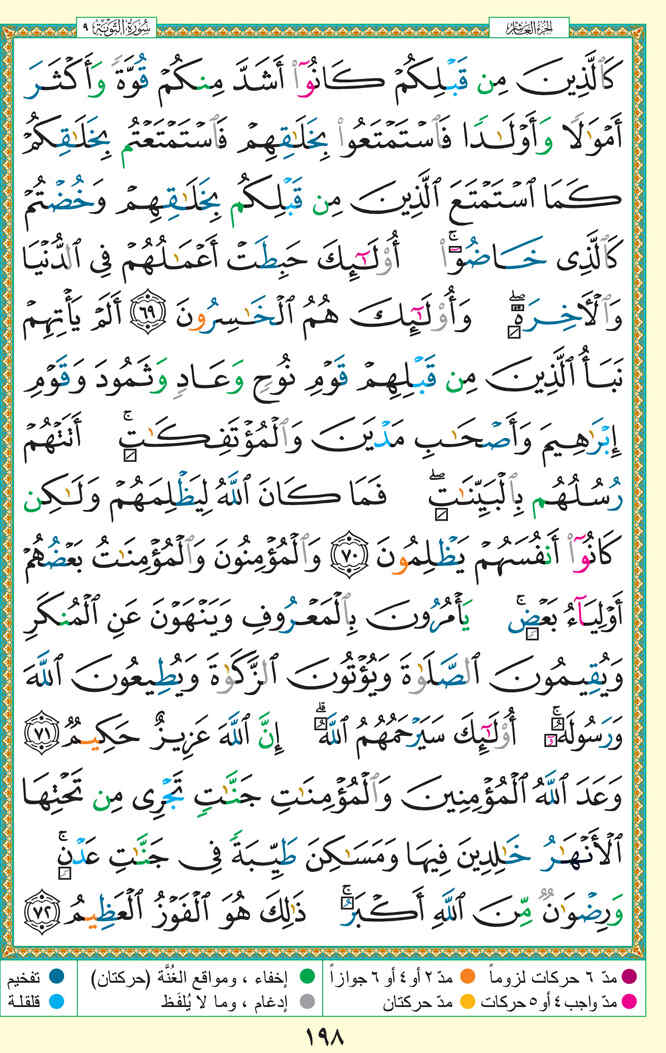 سُورَةُ التَّوْبَةِ ٩
الجزء العاشر
كَٱلَّذِينَ مِن قَبْلِكُمْ كَانُوٓا۟ أَشَدَّ مِنكُمْ قُوَّةً وَأَكْثَرَ
أَمْوَٰلًا وَأَوْلَـٰدًا فَٱسْتَمْتَعُوا۟ بِخَلَـٰقِهِمْ فَٱسْتَمْتَعْتُم بِخَلَـٰقِكُمْ
كَمَا ٱسْتَمْتَعَ ٱلَّذِينَ مِن قَبْلِكُم بِخَلَـٰقِهِمْ وَخُضْتُمْ
كَٱلَّذِى خَاضُوٓا۟ ۚ أُو۟لَـٰٓئِكَ حَبِطَتْ أَعْمَـٰلُهُمْ فِى ٱلدُّنْيَا
وَٱلْـَٔاخِرَةِ ۖ وَأُو۟لَـٰٓئِكَ هُمُ ٱلْخَـٰسِرُونَ ٦٩ أَلَمْ يَأْتِهِمْ
نَبَأُ ٱلَّذِينَ مِن قَبْلِهِمْ قَوْمِ نُوحٍ وَعَادٍ وَثَمُودَ وَقَوْمِ
إِبْرَٰهِيمَ وَأَصْحَـٰبِ مَدْيَنَ وَٱلْمُؤْتَفِكَـٰتِ ۚ أَتَتْهُمْ
رُسُلُهُم بِٱلْبَيِّنَـٰتِ ۖ فَمَا كَانَ ٱللَّهُ لِيَظْلِمَهُمْ وَلَـٰكِن
كَانُوٓا۟ أَنفُسَهُمْ يَظْلِمُونَ ٧٠ وَٱلْمُؤْمِنُونَ وَٱلْمُؤْمِنَـٰتُ بَعْضُهُمْ
أَوْلِيَآءُ بَعْضٍ ۚ يَأْمُرُونَ بِٱلْمَعْرُوفِ وَيَنْهَوْنَ عَنِ ٱلْمُنكَرِ
وَيُقِيمُونَ ٱلصَّلَوٰةَ وَيُؤْتُونَ ٱلزَّكَوٰةَ وَيُطِيعُونَ ٱللَّهَ
وَرَسُولَهُۥٓ ۚ أُو۟لَـٰٓئِكَ سَيَرْحَمُهُمُ ٱللَّهُ ۗ إِنَّ ٱللَّهَ عَزِيزٌ حَكِيمٌ ٧١
وَعَدَ ٱللَّهُ ٱلْمُؤْمِنِينَ وَٱلْمُؤْمِنَـٰتِ جَنَّـٰتٍ تَجْرِى مِن تَحْتِهَا
ٱلْأَنْهَـٰرُ خَـٰلِدِينَ فِيهَا وَمَسَـٰكِنَ طَيِّبَةً فِى جَنَّـٰتِ عَدْنٍ ۚ
وَرِضْوَٰنٌ مِّنَ ٱللَّهِ أَكْبَرُ ۚ ذَٰلِكَ هُوَ ٱلْفَوْزُ ٱلْعَظِيمُ ٧٢
مدّ ٦ حركات لزوماً مدّ ٢ أو ٤ أو ٦ جوازاً إخفاء ، ومواقع الغُنَّة (حركتان) تفخيم
مدّ واجب ٤ أو ٥ حركات مدّ حركتان إدغام ، وما لا يُلفَظ قلقلة
١٩٨